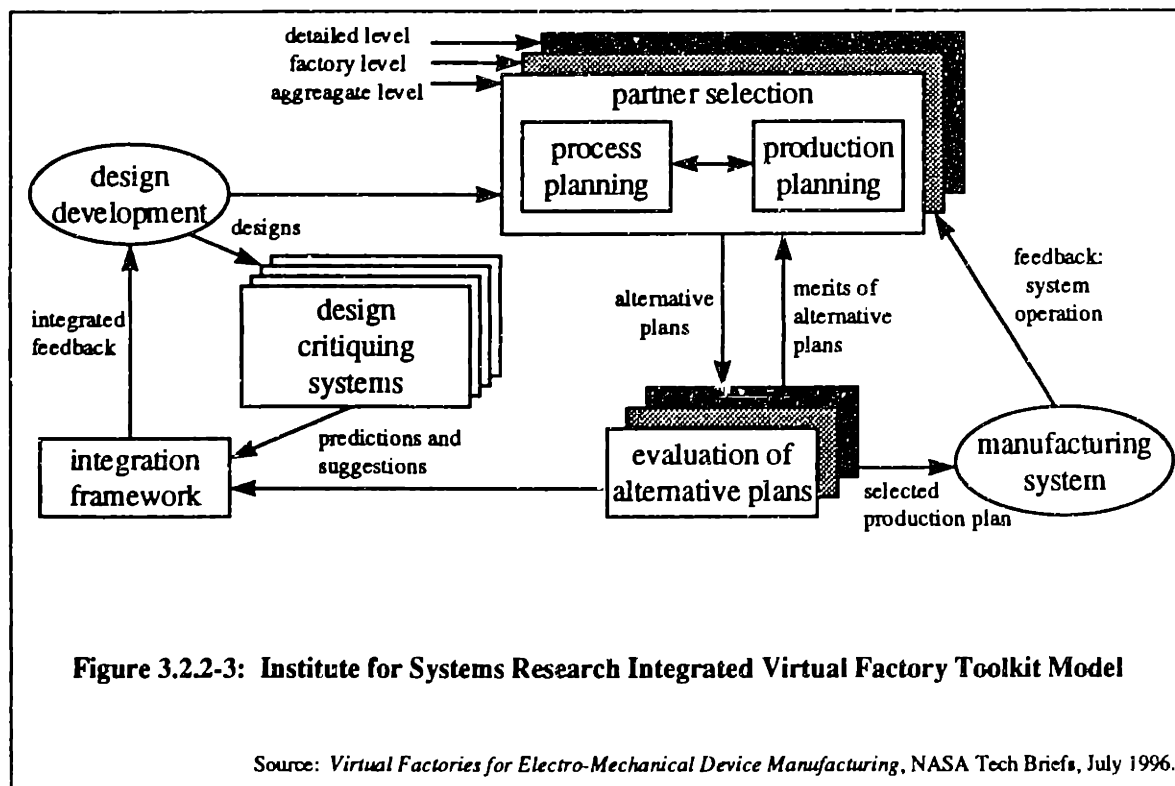 detailed level
factory level
aggreagate level
partner selection
process
planning
production
planning
design
development
designs
design
critiquing
systems
integrated
feedback
alternative
plans
merits of
alternative
plans
feedback:
system
operation
integration
framework
predictions and
suggestions
evaluation of
alternative plans
selected
production plan
manufacturing
system
Figure 3.2.2-3: Institute for Systems Research Integrated Virtual Factory Toolkit Model
Source: Virtual Factories for Electro-Mechanical Device Manufacturing, NASA Tech Briefs, July 1996.